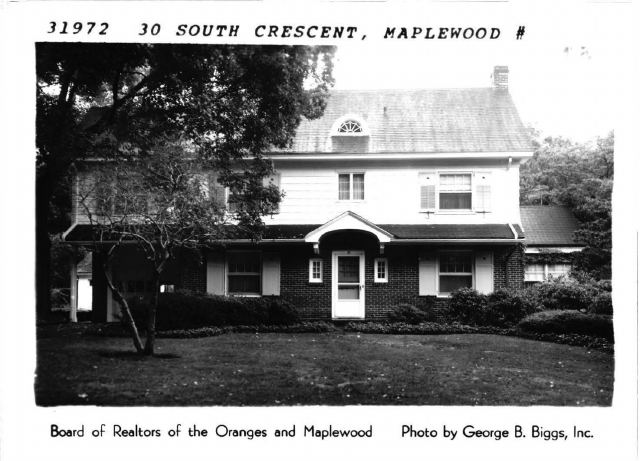 31972 30 SOUTH CRESCENT, MAPLEWOOD #
Board of Realtors of the Oranges and Maplewood Photo by George B. Biggs, Inc.